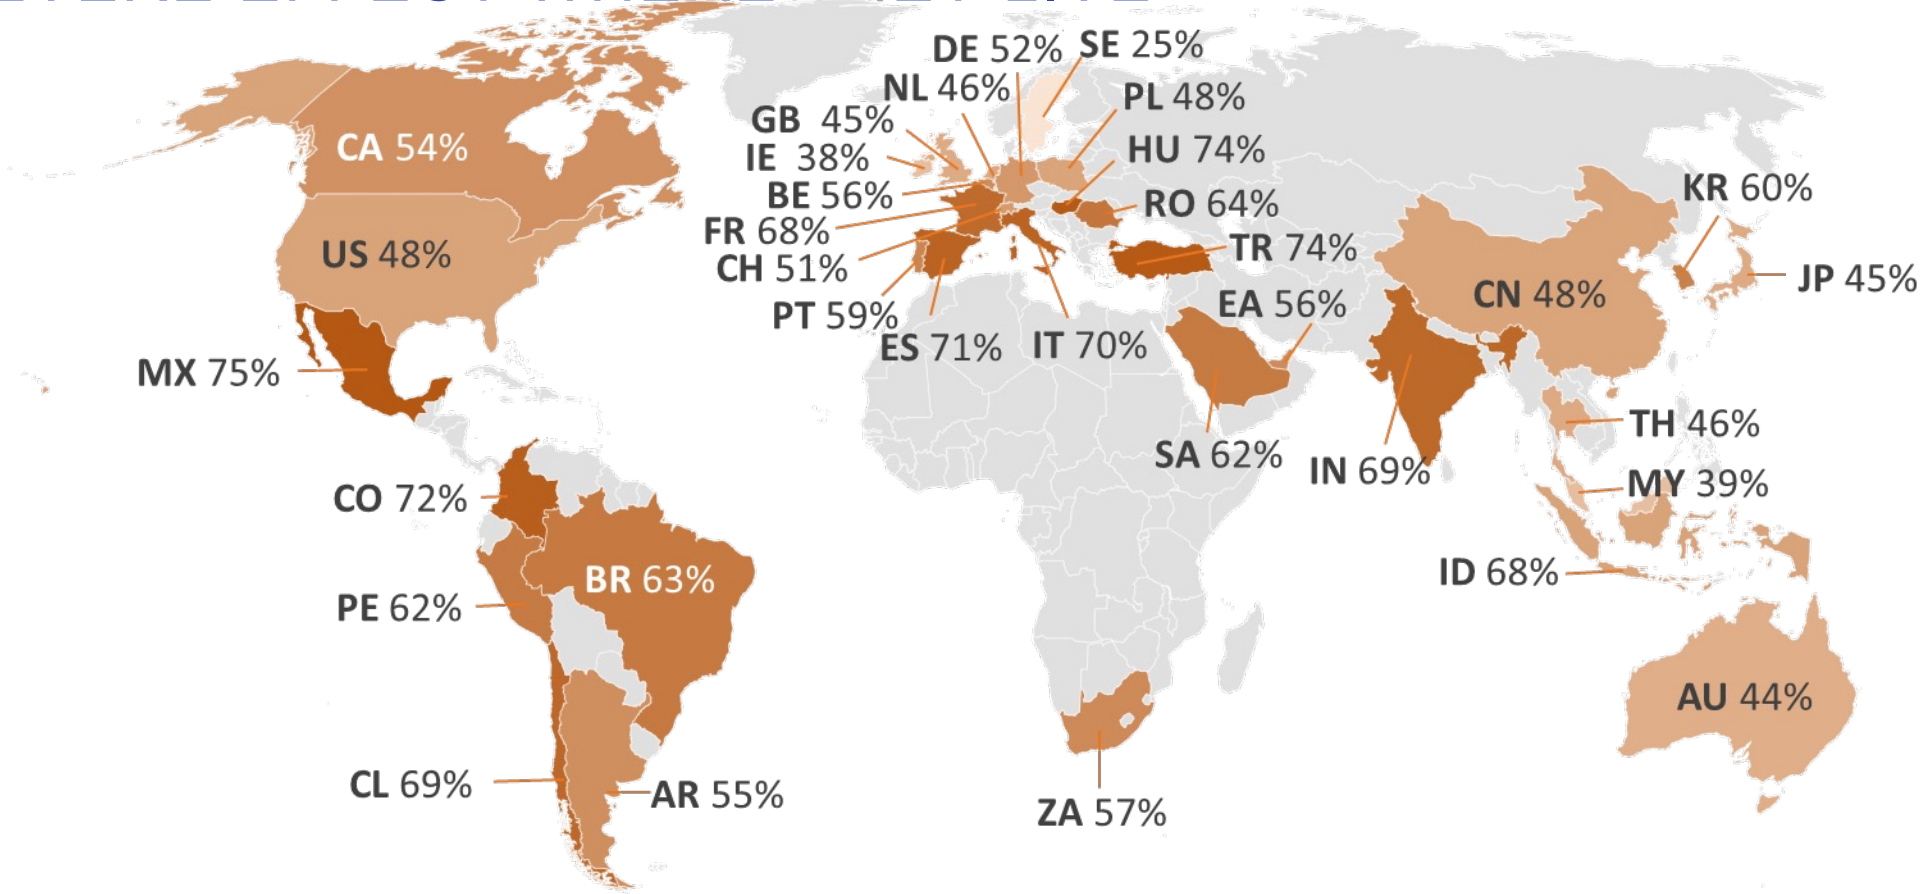 DE 52%
SE 25%
NL 46%
PL 48%
GB 45%
HU 74%
IE 38%
BE 56%
RO 64%
FR 68%
TR 74%
CH 51%
EA 56%
PT 59%
ES 71%
IT 70%
CA 54%
US 48%
MX 75%
CO 72%
PE 62%
BR 63%
CL 69%
AR 55%
ZA 57%
SA 62%
IN 69%
CN 48%
KR 60%
JP 45%
TH 46%
MY 39%
ID 68%
AU 44%